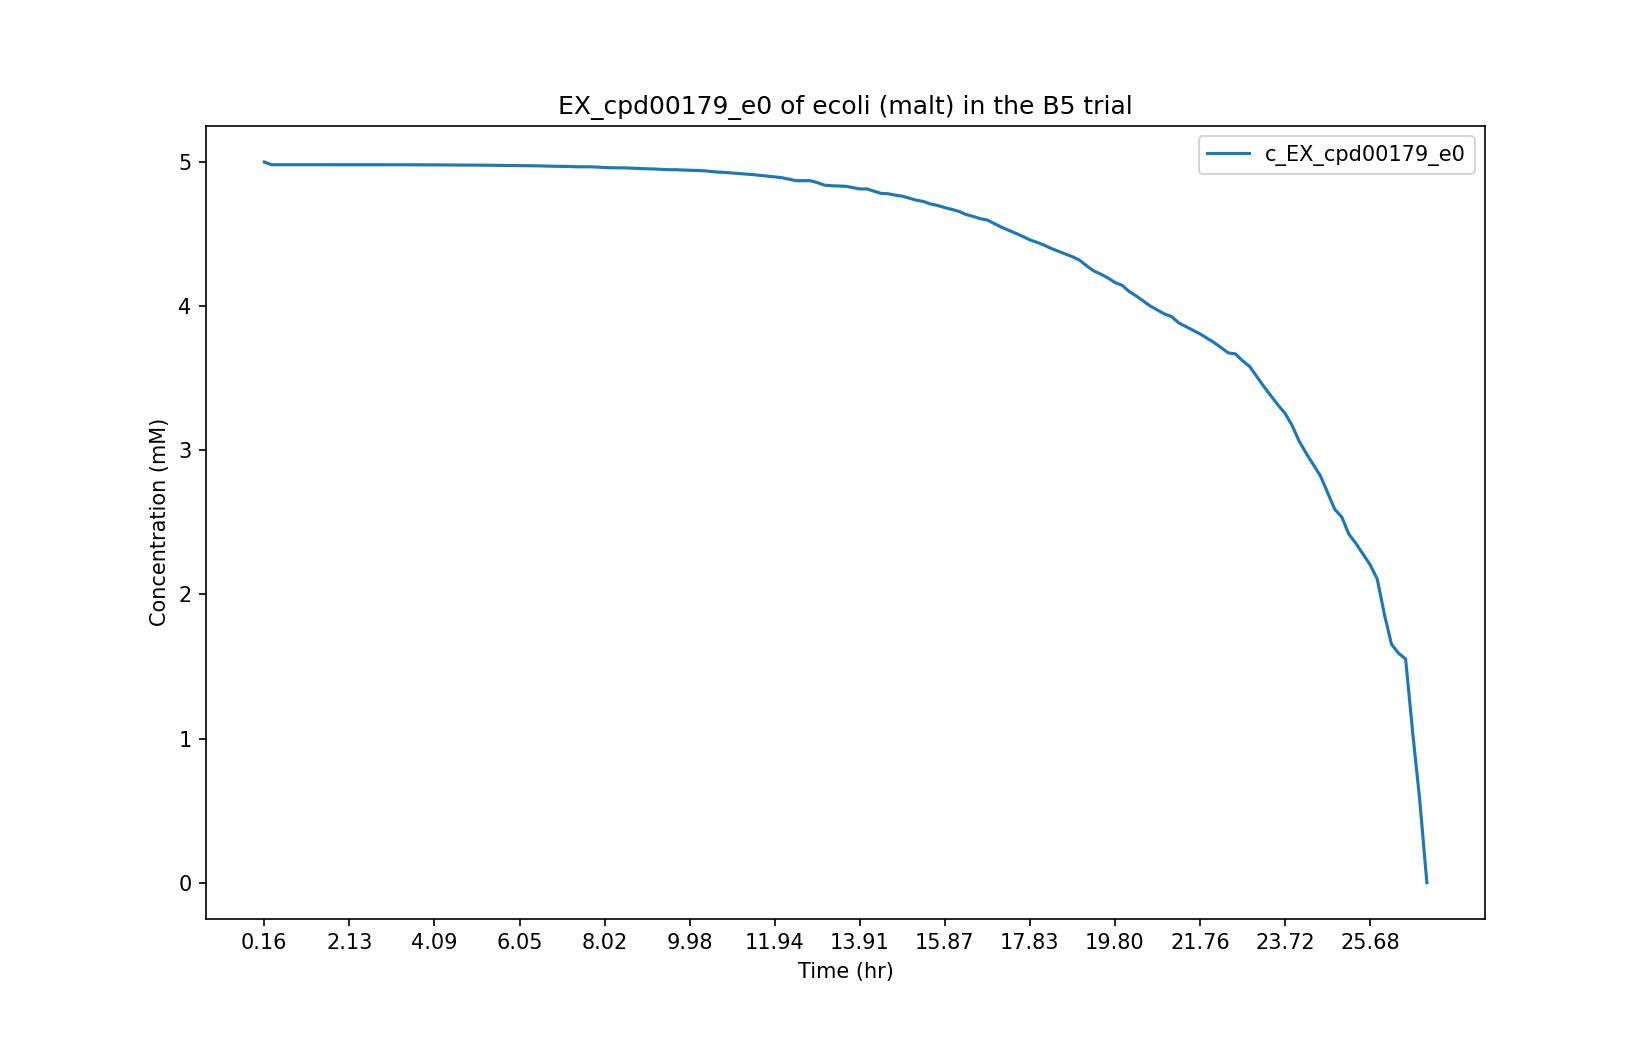 EX_cpd00179_e0 of ecoli (malt) in the B5 trial
c_EX_cpd00179_e0
Concentration (mM)
5
4
3
2
1
0
0.16 2.13 4.09 6.05 8.02 9.98 11.94 13.91 15.87 17.83 19.80 21.76 23.72 25.68
Time (hr)